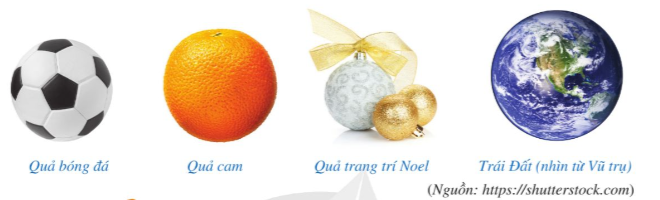 Quả bóng đá
Quả cam
Quả trang trí Noel
Trái Đất (nhìn từ Vũ trụ)
(Nguồn: https://shutterstock.com)